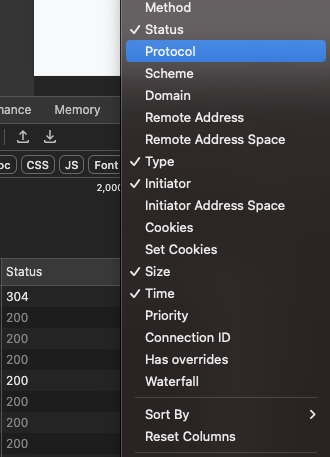 Method
✓ Status
Protocol
Scheme
Domain
Remote Address
Remote Address Space
✓ Type
✓ Initiator
Initiator Address Space
Cookies
Set Cookies
✓ Size
✓ Time
Priority
Connection ID
Has overrides
Waterfall
Sort By
Reset Columns
nance Memory
oc CSS JS Font
2,000
Status
304
200
200
200
200
200
200
200